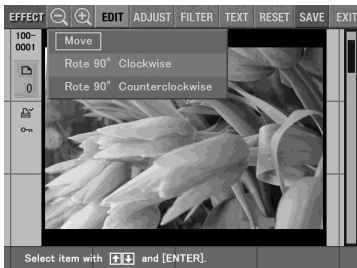 EFFECT EDIT ADJUST FILTER TEXT RESET SAVE EXIT
100-
0001
Move
Rote 90° Clockwise
Rote 90° Counterclockwise
0
Select item with ↑↓ and [ENTER].